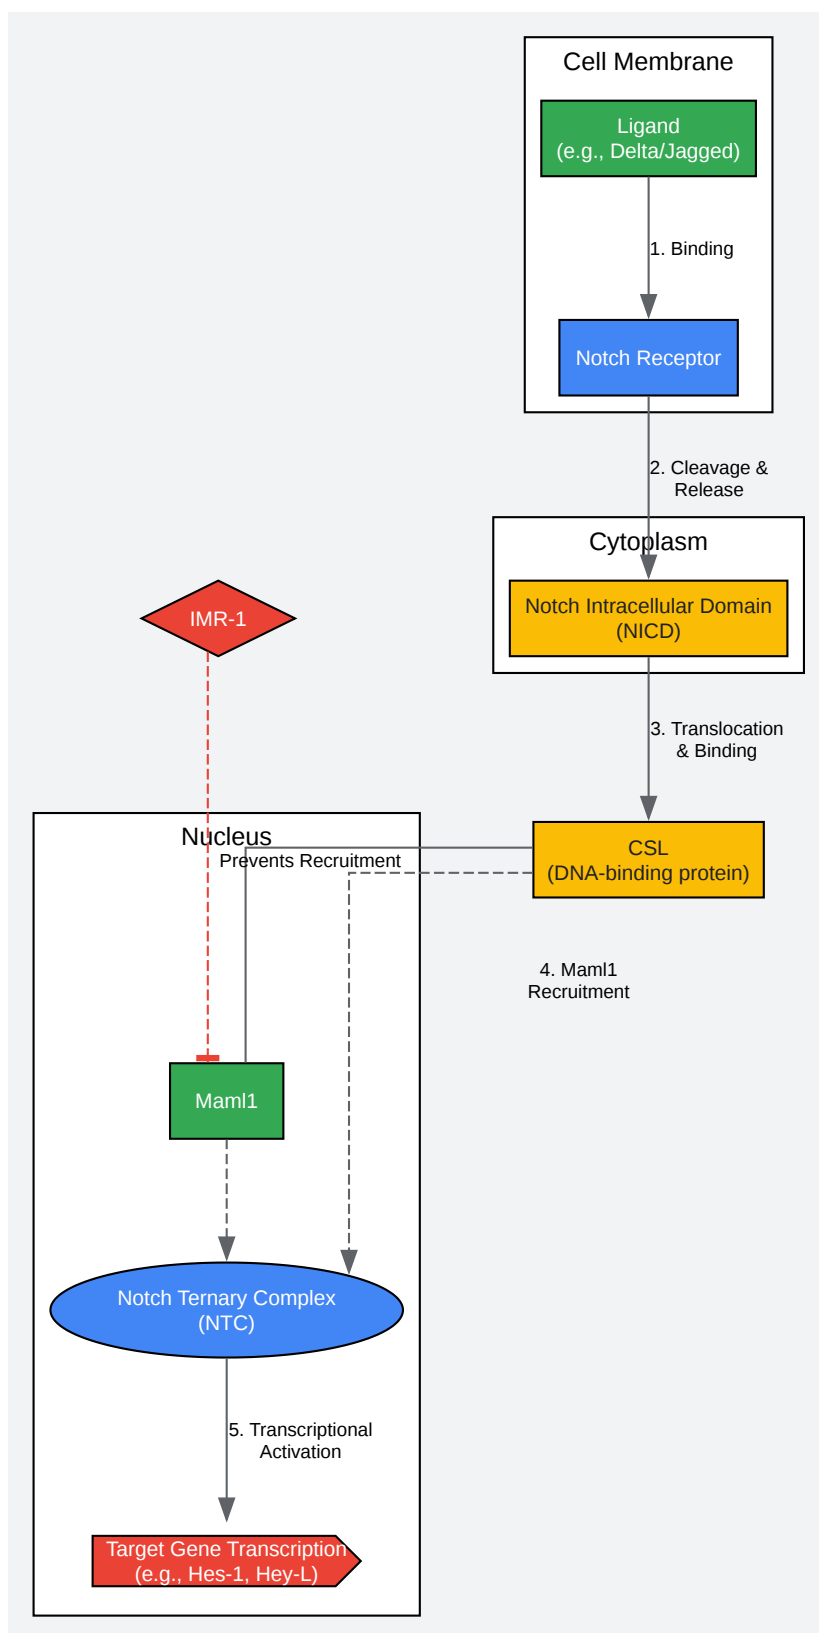 Cell Membrane
Ligand
(e.g., Delta/Jagged)
1. Binding
Notch Receptor
2. Cleavage &
Release
Cytoplasm
Notch Intracellular Domain
(NICD)
IMR-1
3. Translocation
& Binding
Nucleus
Prevents Recruitment
CSL
(DNA-binding protein)
4. Maml1
Recruitment
Maml1
Notch Ternary Complex
(NTC)
5. Transcriptional
Activation
Target Gene Transcription
(e.g., Hes-1, Hey-L)